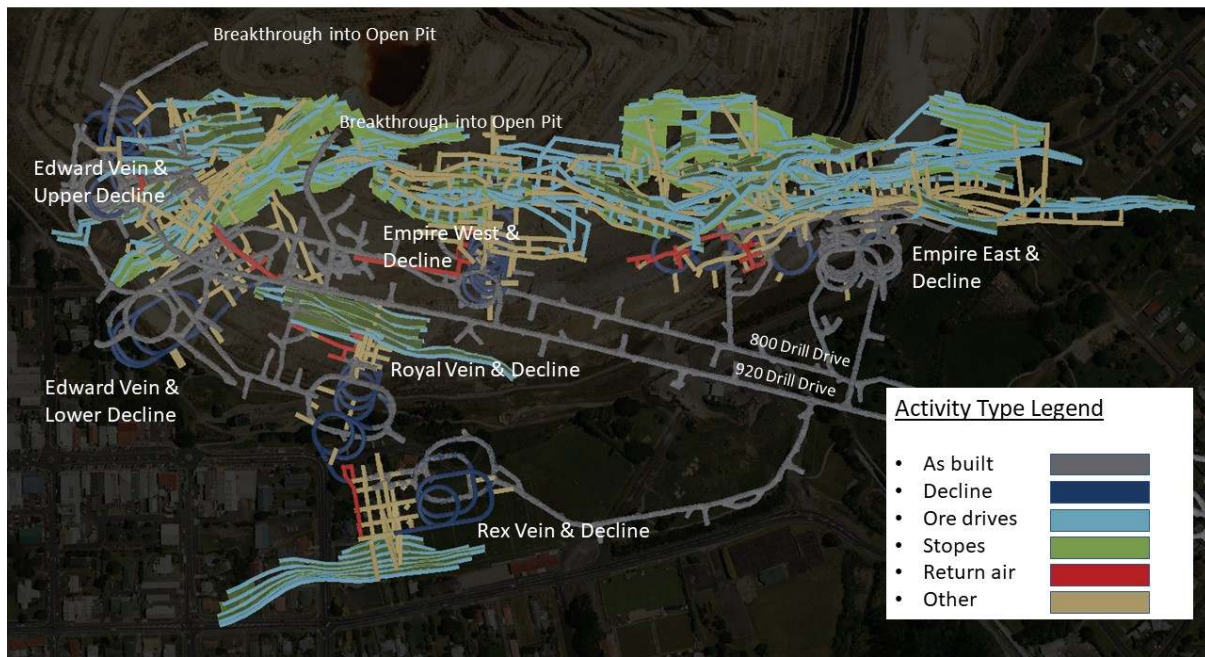 Breakthrough into Open Pit
Breakthrough into Open Pit
Edward Vein &
Upper Decline
Empire West &
Decline
Empire East &
Decline
800 Drill Drive
920 Drill Drive
Royal Vein & Decline
Edward Vein &
Lower Decline
Rex Vein & Decline
Activity Type Legend
• As built
• Decline
• Ore drives
• Stopes
• Return air
• Other